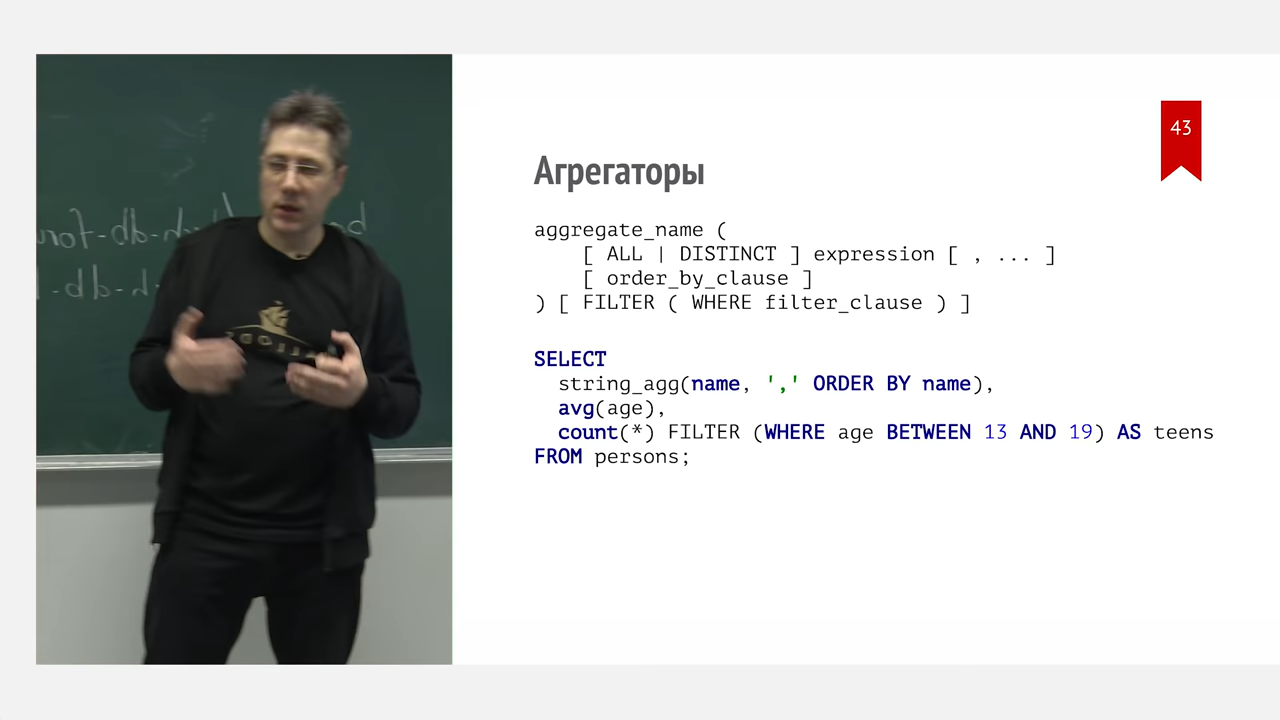 43
Агрегаторы
aggregate_name (
[ ALL | DISTINCT ] expression [ , ... ]
[ order_by_clause ]
) [ FILTER ( WHERE filter_clause ) ]
SELECT
string_agg(name, ',' ORDER BY name),
avg(age),
count(*) FILTER (WHERE age BETWEEN 13 AND 19) AS teens
FROM persons;